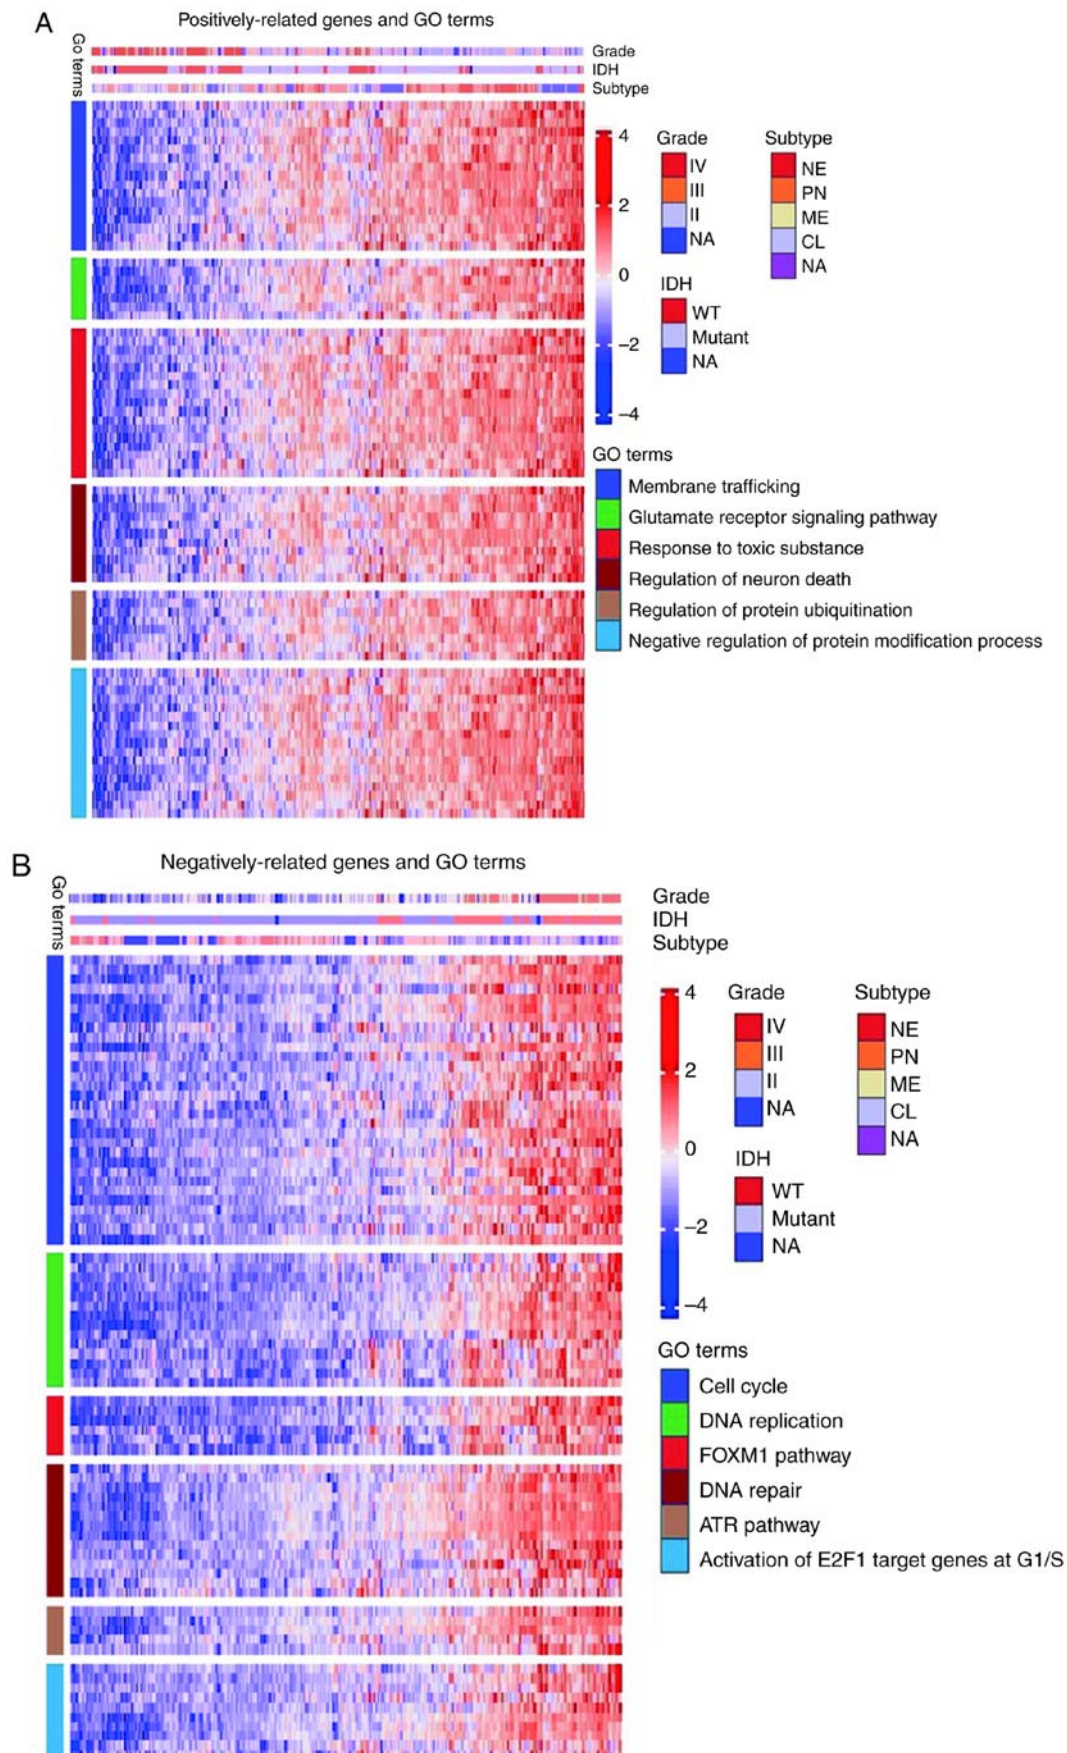 A
Positively-related genes and GO terms
Go terms
Grade
IDH
Subtype
4
2
0
−2
−4
Grade
IV
III
II
NA
Subtype
NE
PN
ME
CL
NA
IDH
WT
Mutant
NA
GO terms
Membrane trafficking
Glutamate receptor signaling pathway
Response to toxic substance
Regulation of neuron death
Regulation of protein ubiquitination
Negative regulation of protein modification process
B
Negatively-related genes and GO terms
Go terms
Grade
IDH
Subtype
4
2
0
−2
−4
Grade
IV
III
II
NA
Subtype
NE
PN
ME
CL
NA
IDH
WT
Mutant
NA
GO terms
Cell cycle
DNA replication
FOXM1 pathway
DNA repair
ATR pathway
Activation of E2F1 target genes at G1/S